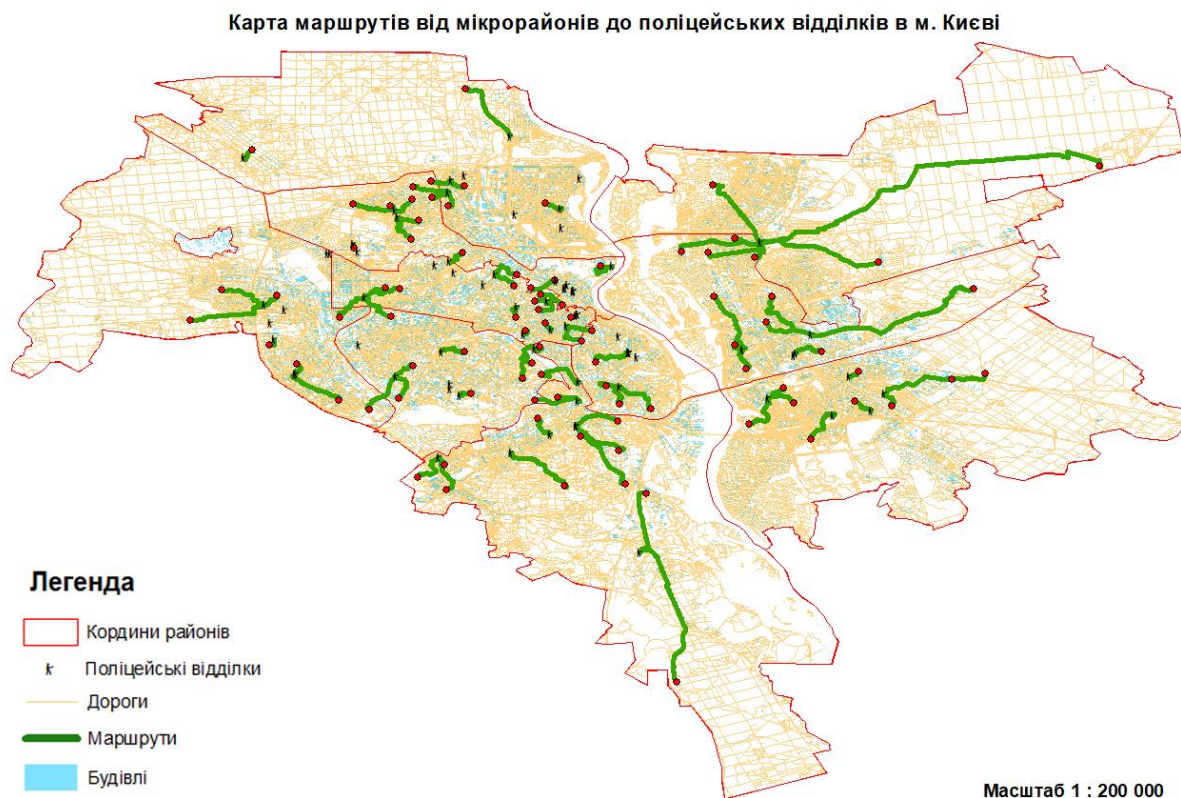 Карта маршрутів від мікрорайонів до поліцейських відділків в м. Києві
Легенда
Кордини районів
Поліцейські відділки
Дороги
Маршрути
Будівлі
Масштаб 1 : 200 000